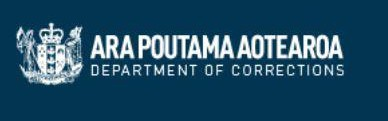 ARA POUTAMA AOTEAROA
DEPARTMENT OF CORRECTIONS